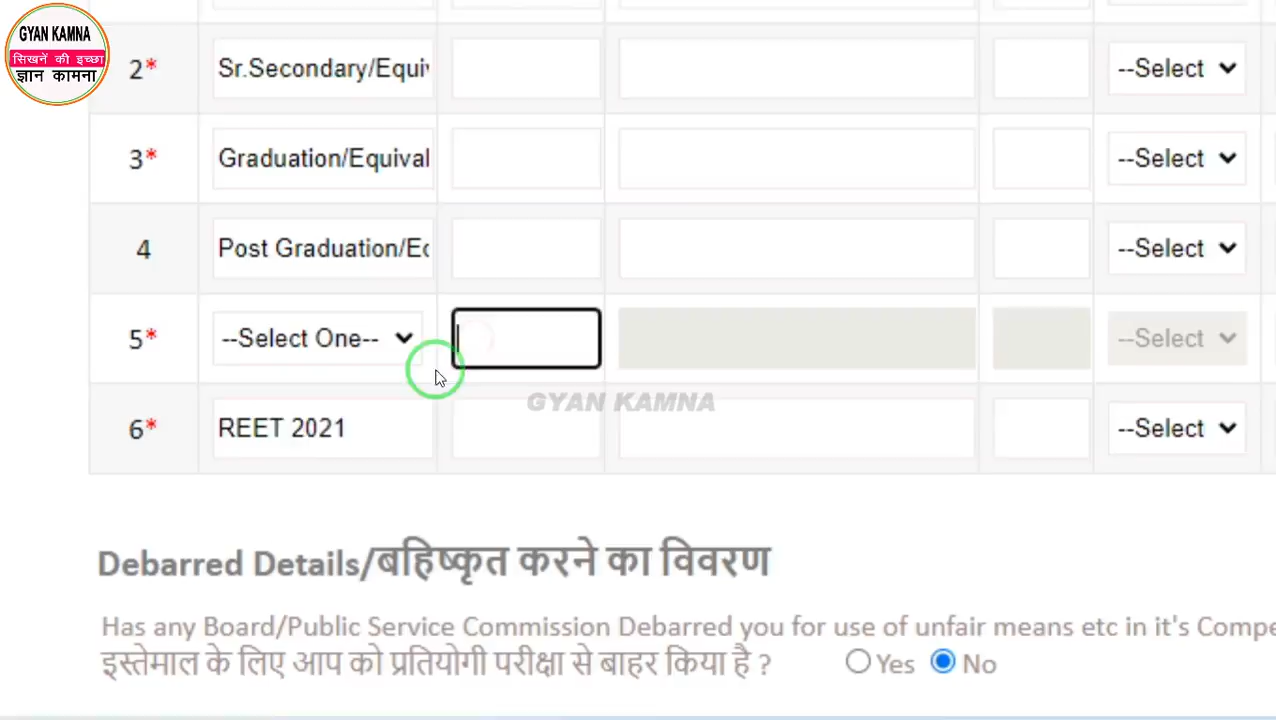 GYAN KAMNA
सिखनें की इच्छा
ज्ञान कामना
2* Sr.Secondary/Equiv --Select
3* Graduation/Equival --Select
4 Post Graduation/Ec --Select
5* --Select One-- --Select
GYAN KAMNA
6* REET 2021 --Select
Debarred Details/बहिष्कृत करने का विवरण
Has any Board/Public Service Commission Debarred you for use of unfair means etc in it's Compe
इस्तेमाल के लिए आप को प्रतियोगी परीक्षा से बाहर किया है ? Yes No